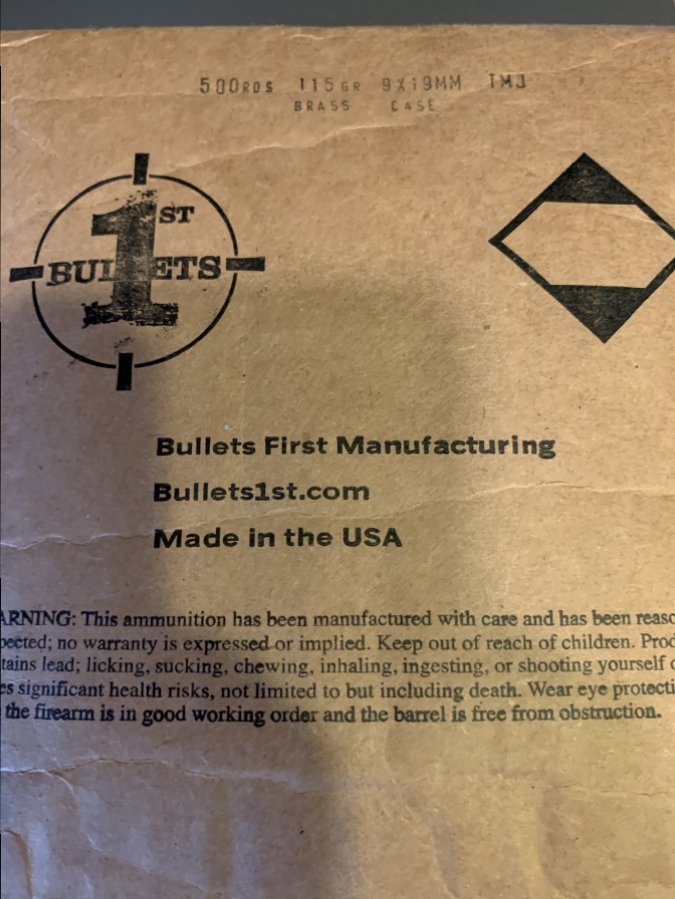 500RDS 115GR 9X19MM TMJ
BRASS CASE
1ST
BULLETS
Bullets First Manufacturing
Bullets1st.com
Made in the USA
ARNING: This ammunition has been manufactured with care and has been reaso
pected; no warranty is expressed or implied. Keep out of reach of children. Prod
tains lead; licking, sucking, chewing, inhaling, ingesting, or shooting yourself
es significant health risks, not limited to but including death. Wear eye protecti
the firearm is in good working order and the barrel is free from obstruction.